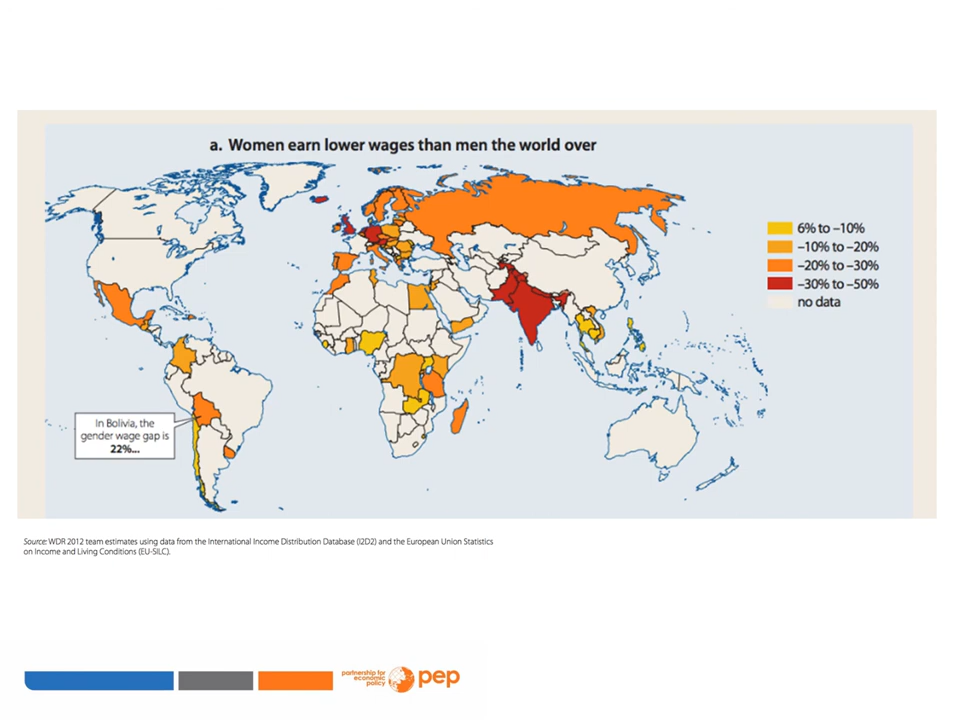 a. Women earn lower wages than men the world over
6% to –10%
–10% to –20%
–20% to –30%
–30% to –50%
no data
In Bolivia, the
gender wage gap is
22%...
Source: WDR 2012 team estimates using data from the International Income Distribution Database (I2D2) and the European Union Statistics
on Income and Living Conditions (EU-SILC).
partnership for
economic
policy
pep